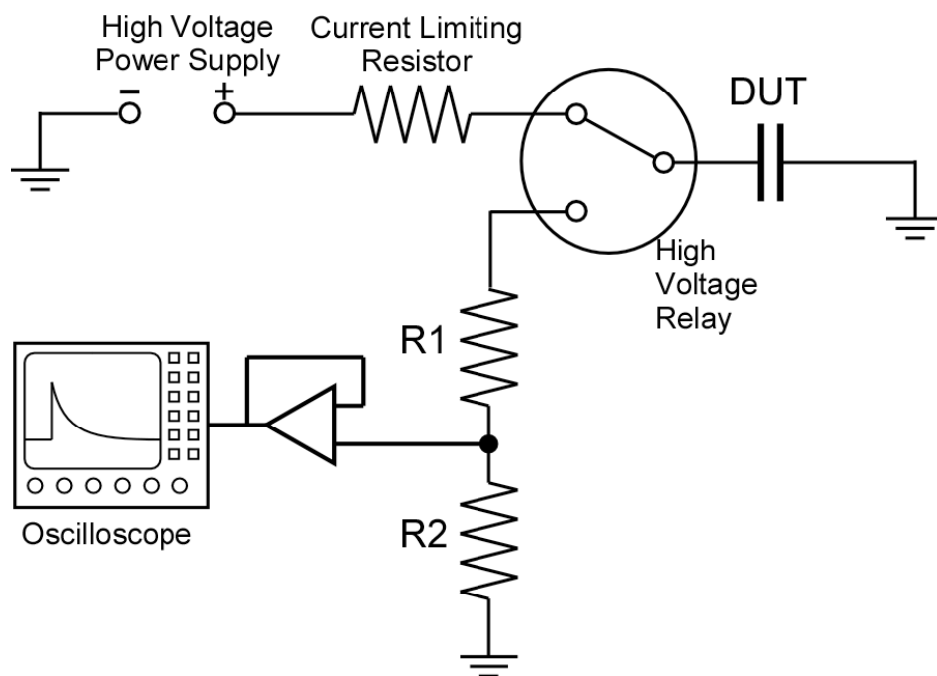 High Voltage
Power Supply
Current Limiting
Resistor
−
+
DUT
High
Voltage
Relay
R1
R2
Oscilloscope